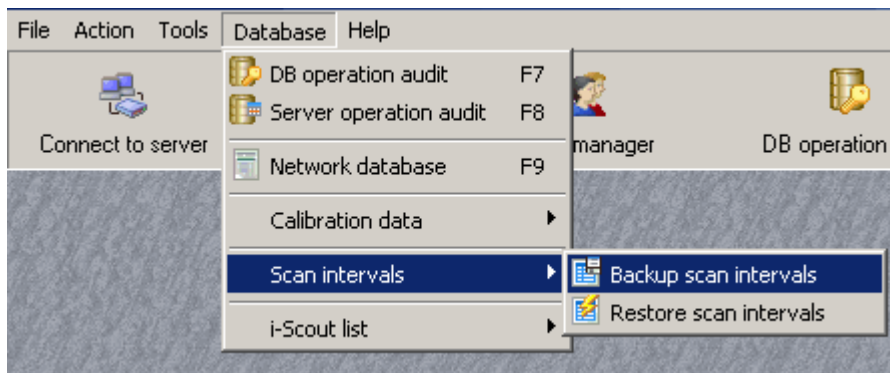 File Action Tools Database Help
DB operation audit F7
Server operation audit F8
Connect to server
manager
DB operation
Network database F9
Calibration data
Scan intervals
Backup scan intervals
Restore scan intervals
i-Scout list